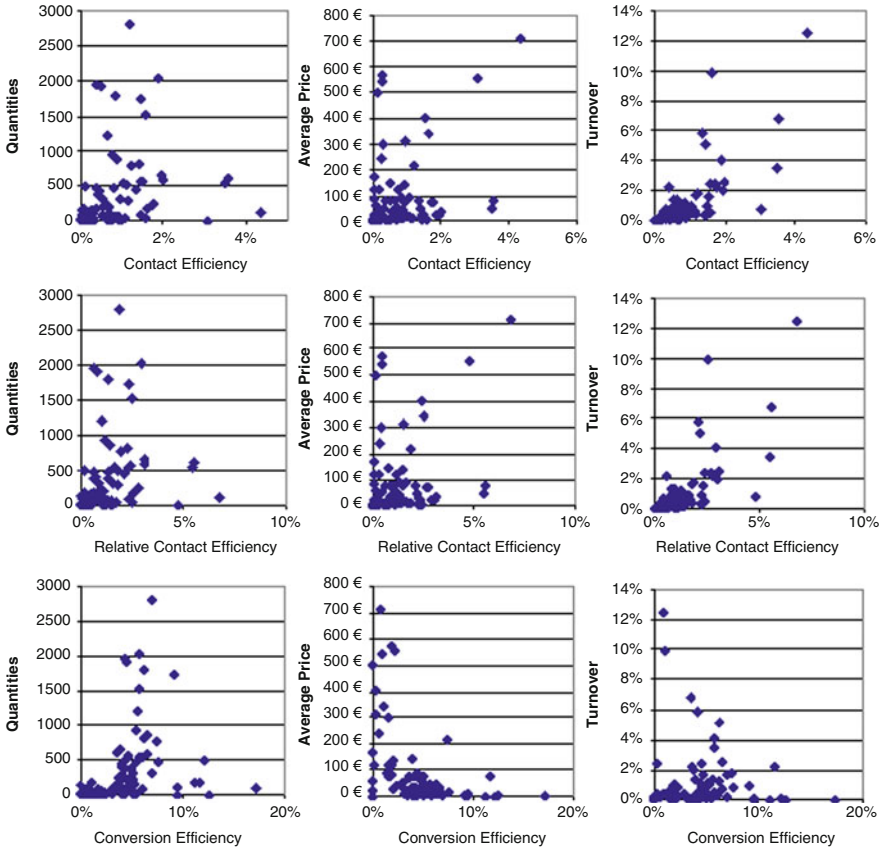 3000
2500
2000
1500
1000
500
0
Quantities
0% 2% 4%
Contact Efficiency
800 €
700 €
600 €
500 €
400 €
300 €
200 €
100 €
0 €
Average Price
0% 2% 4% 6%
Contact Efficiency
14%
12%
10%
8%
6%
4%
2%
0%
Turnover
0% 2% 4% 6%
Contact Efficiency
3000
2500
2000
1500
1000
500
0
Quantities
0% 5% 10%
Relative Contact Efficiency
800 €
700 €
600 €
500 €
400 €
300 €
200 €
100 €
0 €
Average Price
0% 5% 10%
Relative Contact Efficiency
14%
12%
10%
8%
6%
4%
2%
0%
Turnover
0% 5% 10%
Relative Contact Efficiency
3000
2500
2000
1500
1000
500
0
Quantities
0% 10% 20%
Conversion Efficiency
800 €
700 €
600 €
500 €
400 €
300 €
200 €
100 €
0 €
Average Price
0% 10% 20%
Conversion Efficiency
14%
12%
10%
8%
6%
4%
2%
0%
Turnover
0% 10% 20%
Conversion Efficiency